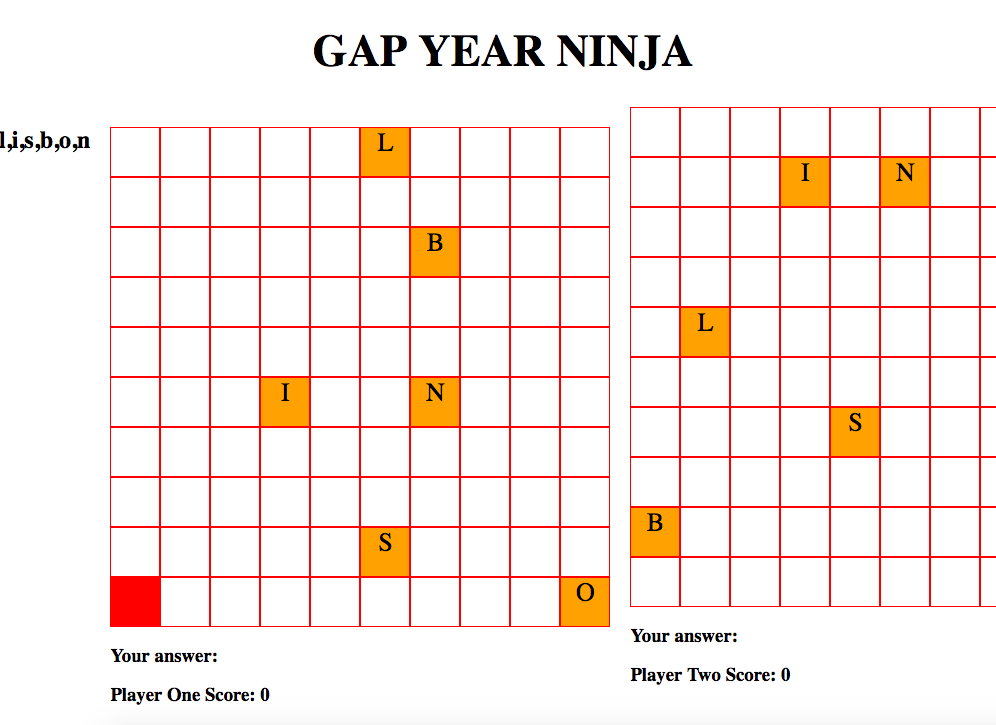 GAP YEAR NINJA
l,i,s,b,o,n
L
B
I N
S
O
Your answer:
Player One Score: 0
I N
L
S
B
Your answer:
Player Two Score: 0